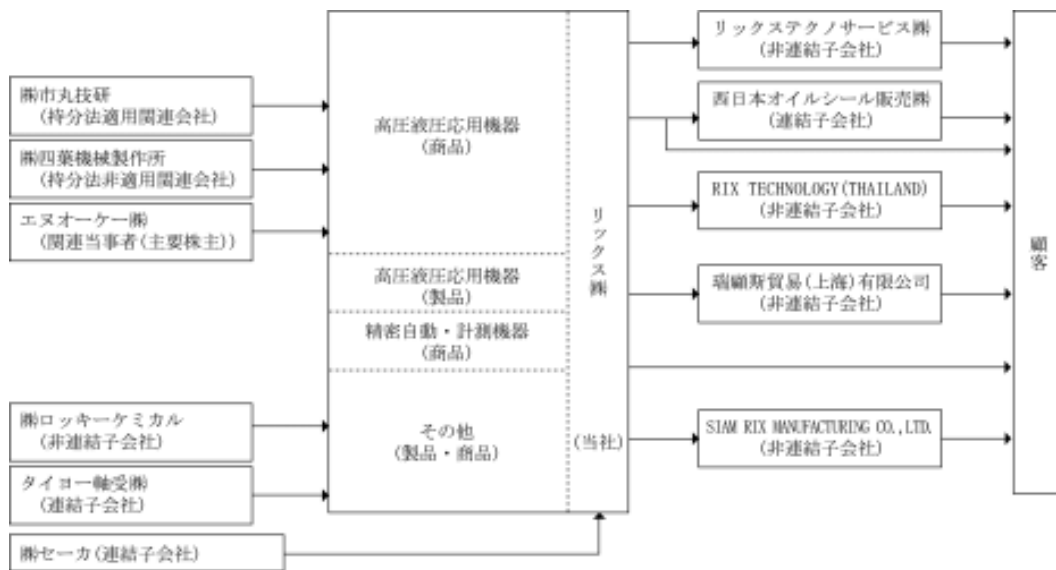 ㈱市丸技研
(持分法適用関連会社)
㈱四葉機械製作所
(持分法非適用関連会社)
エヌオーケー㈱
(関連当事者(主要株主))
㈱ロッキーケミカル
(非連結子会社)
タイヨー軸受㈱
(連結子会社)
㈱セーカ(連結子会社)
高圧液圧応用機器
(商品)
高圧液圧応用機器
(製品)
精密自動・計測機器
(商品)
その他
(製品・商品)
リックス㈱
(当社)
リックステクノサービス㈱
(非連結子会社)
西日本オイルシール販売㈱
(連結子会社)
RIX TECHNOLOGY(THAILAND)
(非連結子会社)
瑞顧斯貿易(上海)有限公司
(非連結子会社)
SIAM RIX MANUFACTURING CO.,LTD.
(非連結子会社)
顧客